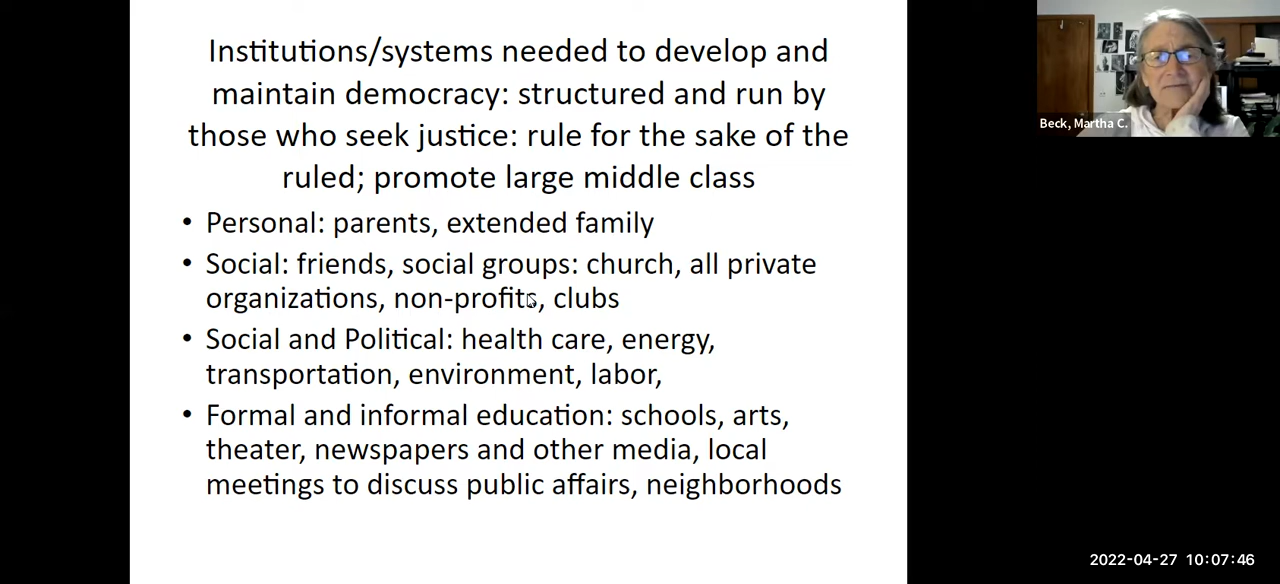 Institutions/systems needed to develop and
maintain democracy: structured and run by
those who seek justice: rule for the sake of the
ruled; promote large middle class
• Personal: parents, extended family
• Social: friends, social groups: church, all private
organizations, non-profits, clubs
• Social and Political: health care, energy,
transportation, environment, labor,
• Formal and informal education: schools, arts,
theater, newspapers and other media, local
meetings to discuss public affairs, neighborhoods
Beck, Martha C.
2022-04-27 10:07:46